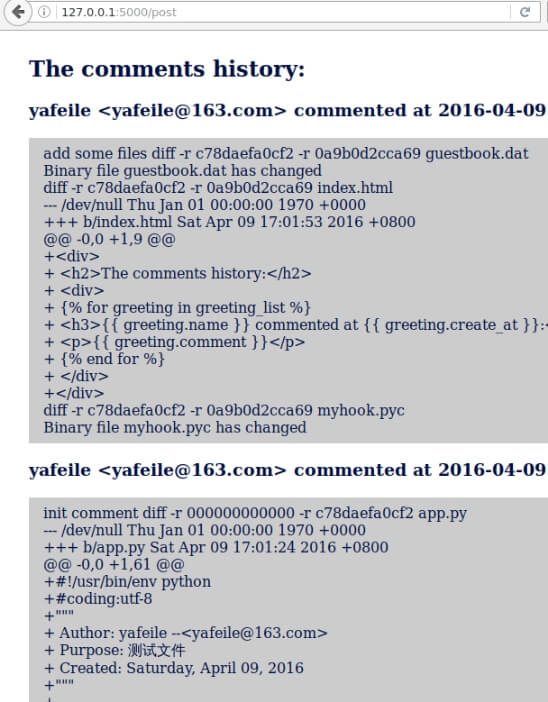 127.0.0.1:5000/post
The comments history:
yafeile <yafeile@163.com> commented at 2016-04-09
add some files diff -r c78daefa0cf2 -r 0a9b0d2cca69 guestbook.dat
Binary file guestbook.dat has changed
diff -r c78daefa0cf2 -r 0a9b0d2cca69 index.html
--- /dev/null Thu Jan 01 00:00:00 1970 +0000
+++ b/index.html Sat Apr 09 17:01:53 2016 +0800
@@ -0,0 +1,9 @@
+<div>
+ <h2>The comments history:</h2>
+ <div>
+ {% for greeting in greeting_list %}
+ <h3>{{ greeting.name }} commented at {{ greeting.create_at }}:<
+ <p>{{ greeting.comment }}</p>
+ {% end for %}
+ </div>
+</div>
diff -r c78daefa0cf2 -r 0a9b0d2cca69 myhook.pyc
Binary file myhook.pyc has changed
yafeile <yafeile@163.com> commented at 2016-04-09
init comment diff -r 000000000000 -r c78daefa0cf2 app.py
--- /dev/null Thu Jan 01 00:00:00 1970 +0000
+++ b/app.py Sat Apr 09 17:01:24 2016 +0800
@@ -0,0 +1,61 @@
+#!/usr/bin/env python
+#coding:utf-8
+"""
+ Author: yafeile --<yafeile@163.com>
+ Purpose: 测试文件
+ Created: Saturday, April 09, 2016
+"""
+